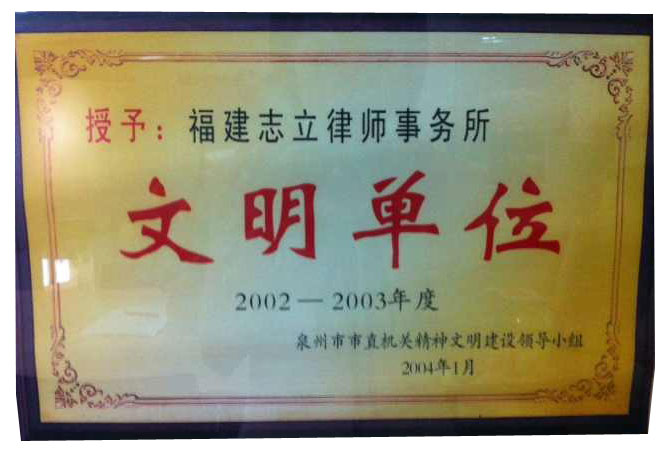 授予：福建志立律师事务所
文明单位
2002—2003年度
泉州市市直机关精神文明建设领导小组
2004年1月